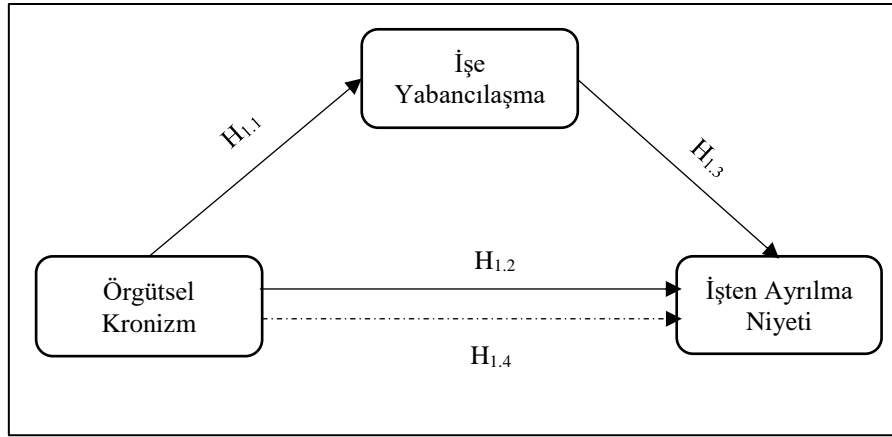 İşe
Yabancılaşma
H1.1
H1.3
Örgütsel
Kronizm
H1.2
İşten Ayrılma
Niyeti
H1.4